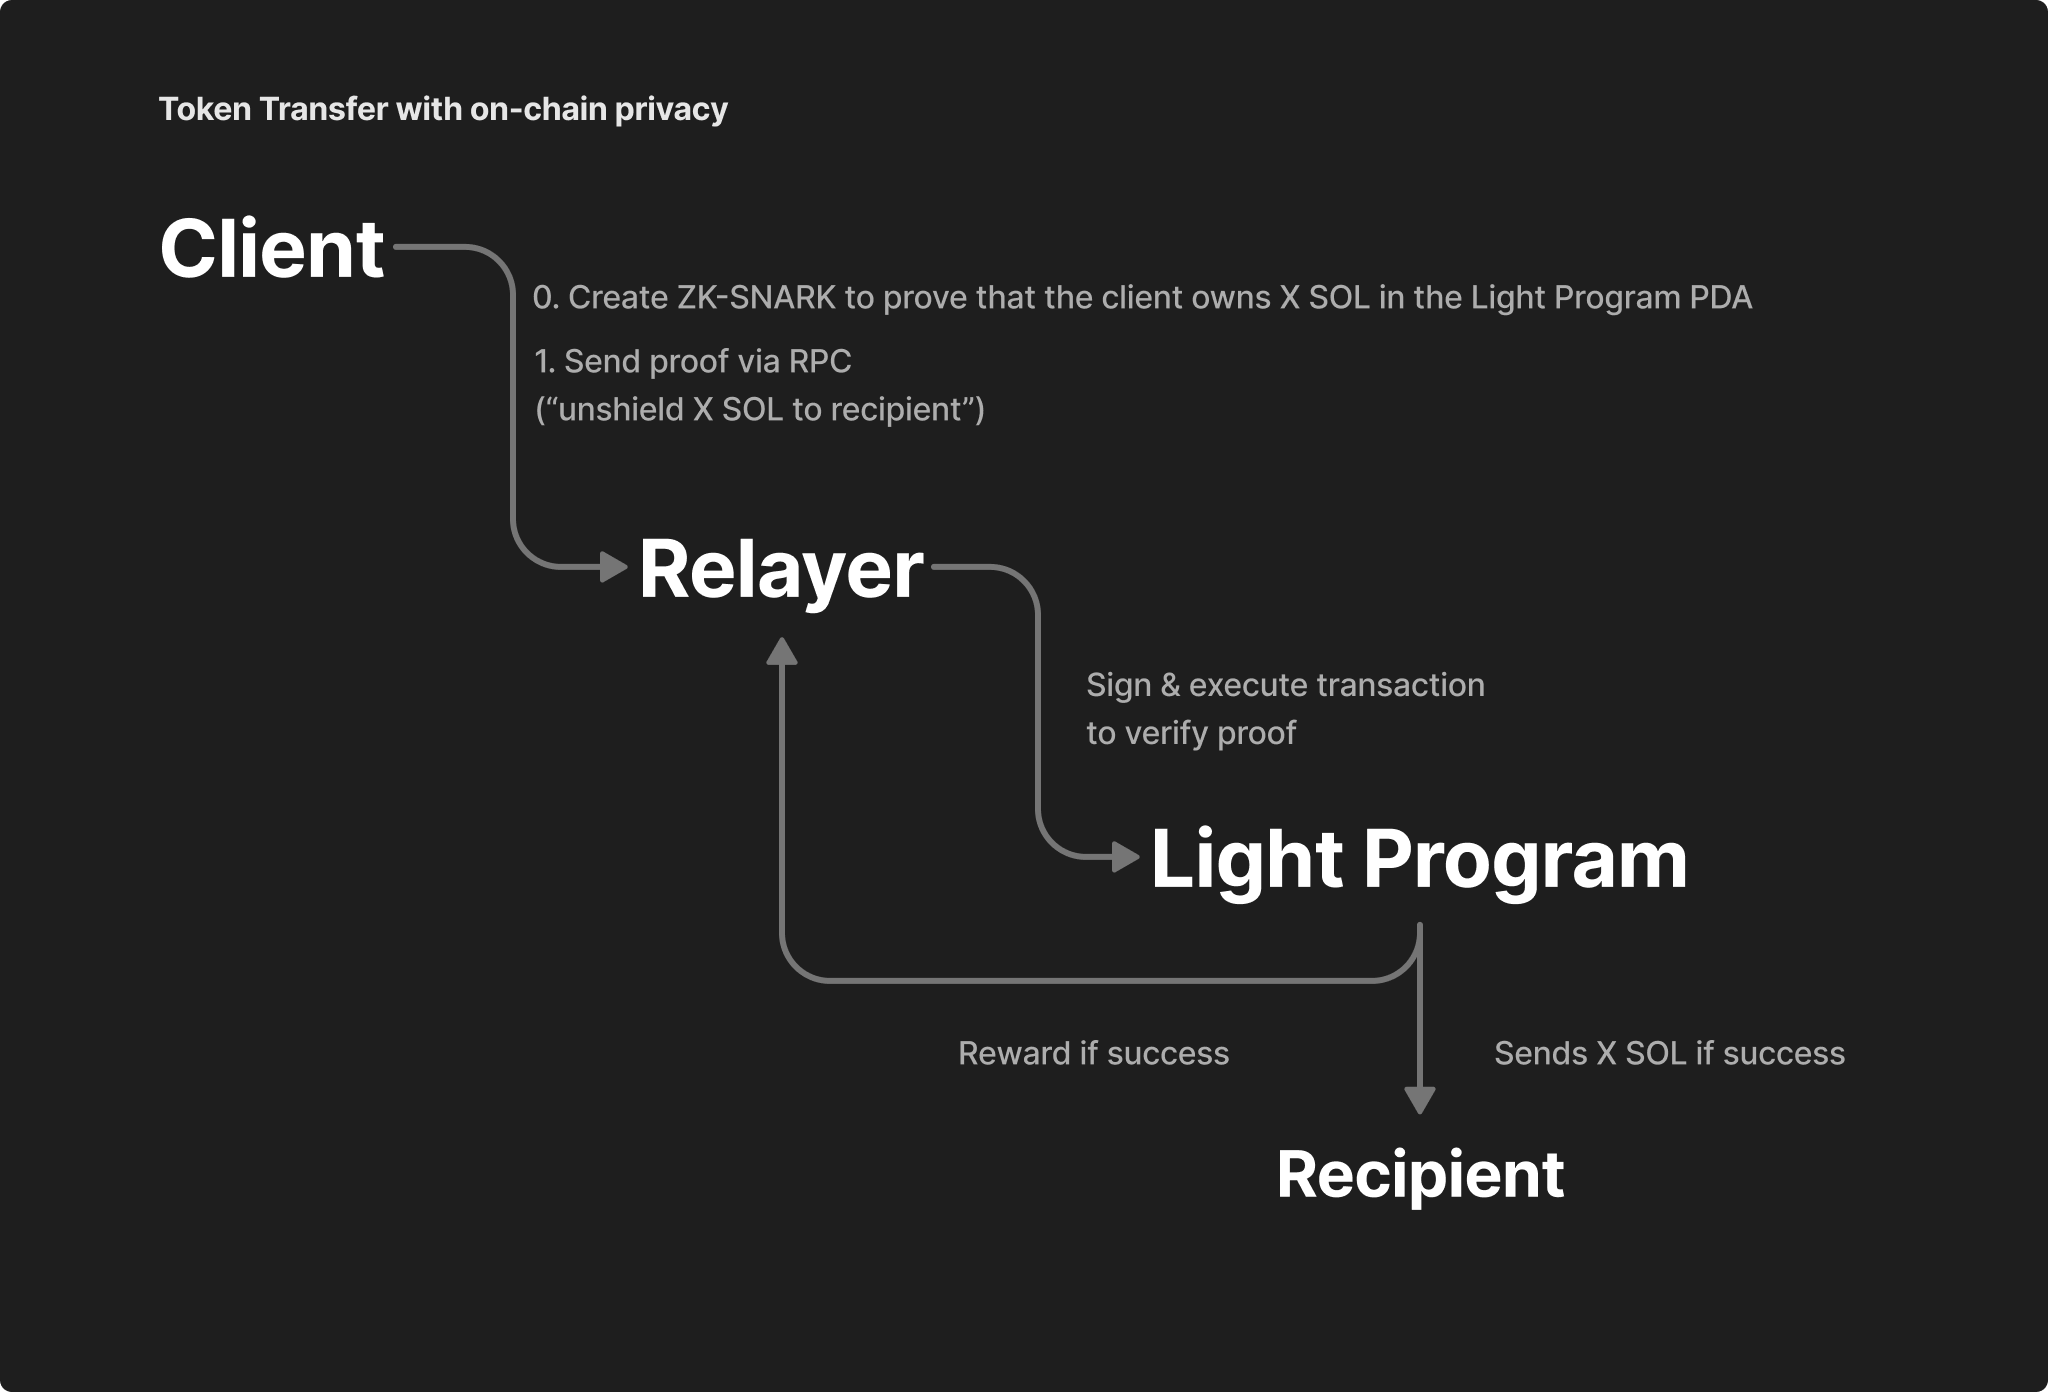 Token Transfer with on-chain privacy
Client
0. Create ZK-SNARK to prove that the client owns X SOL in the Light Program PDA
1. Send proof via RPC
(“unshield X SOL to recipient”)
Relayer
Sign & execute transaction
to verify proof
Light Program
Reward if success
Sends X SOL if success
Recipient